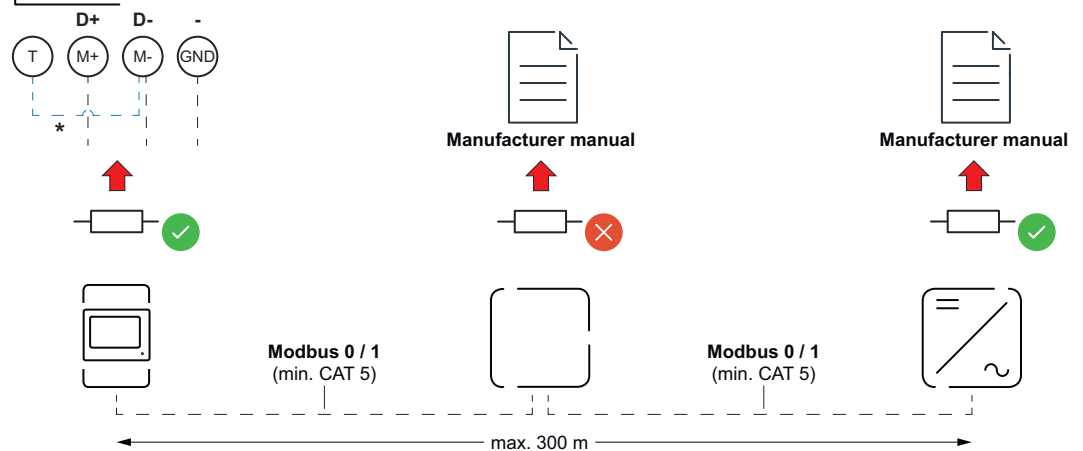 D+ D- -
T M+ M- GND
*
Manufacturer manual Manufacturer manual
Modbus 0 / 1 Modbus 0 / 1
(min. CAT 5) (min. CAT 5)
max. 300 m